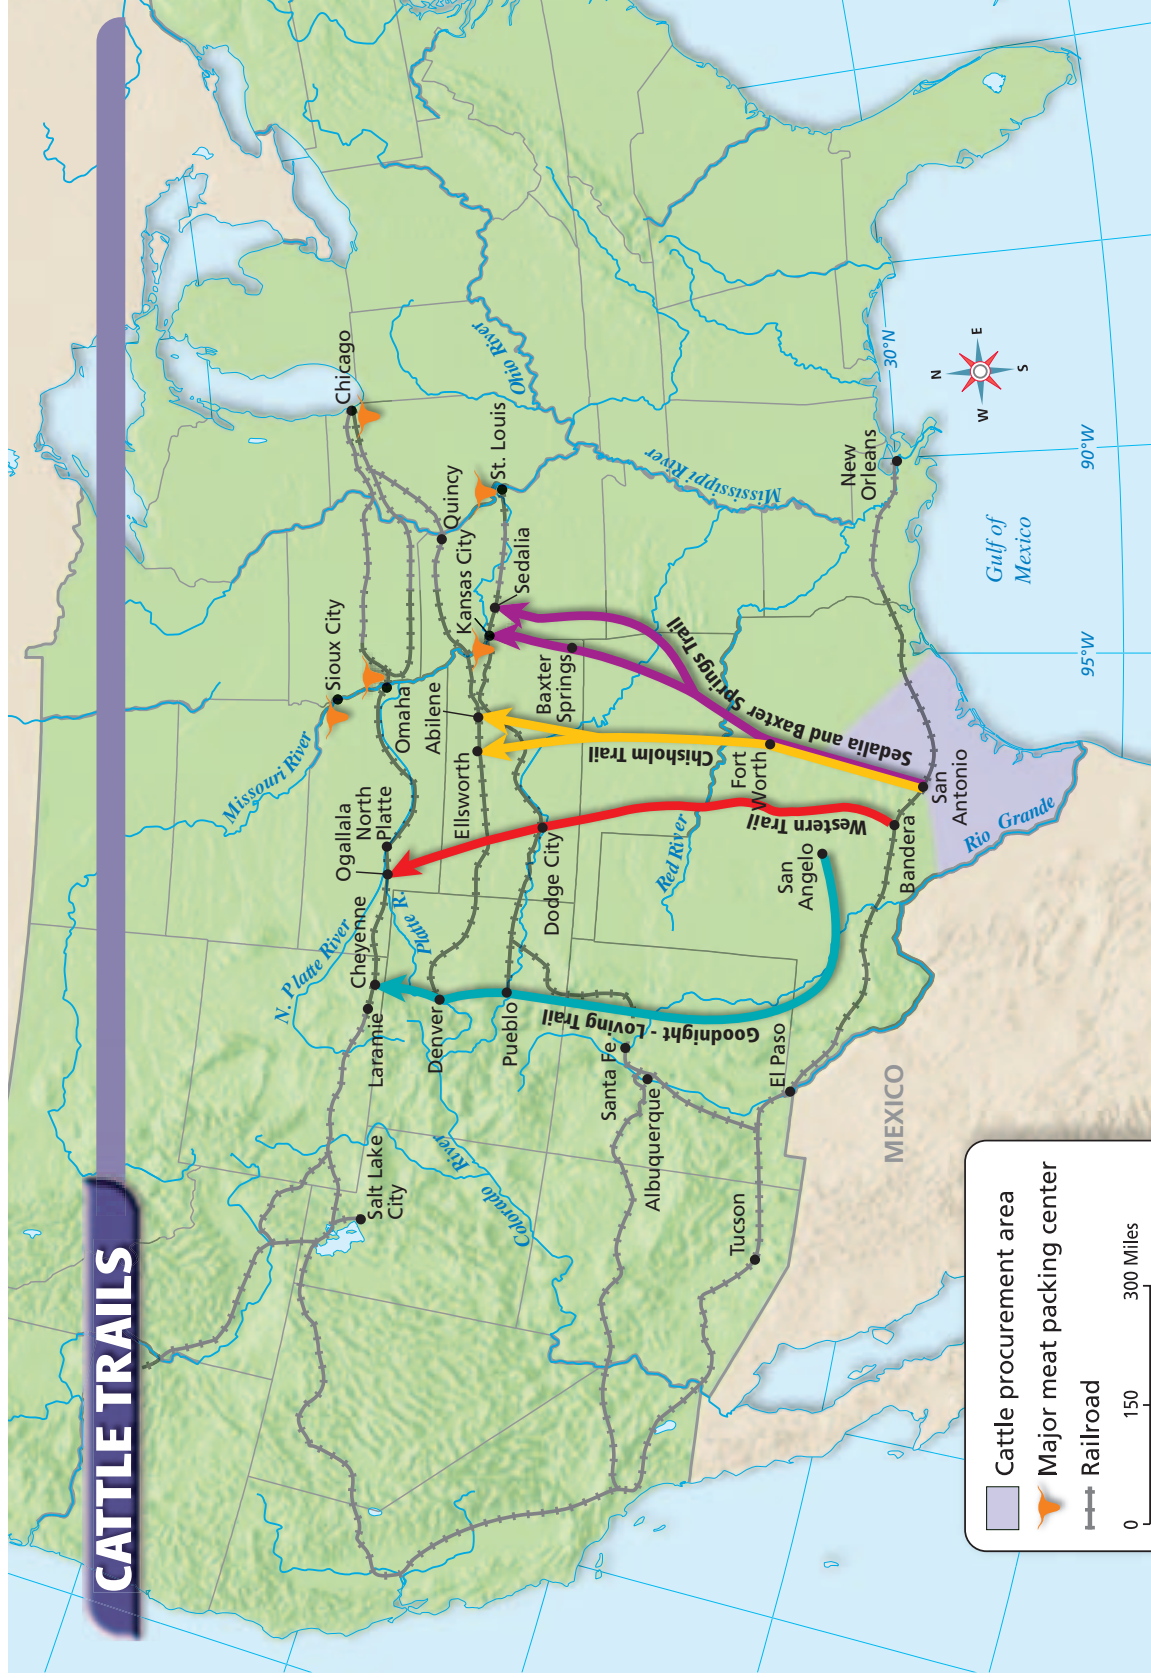 CATTLE TRAILS
Chicago
Sioux City
Missouri River
Omaha
Quincy
St. Louis
Ohio River
Kansas City
Sedalia
Abilene
Ellsworth
Baxter
Springs
Ogallala
North
Platte
Cheyenne
N. Platte River
Platte R.
Laramie
Denver
Pueblo
Dodge City
Salt Lake
City
Colorado
River
Santa Fe
Albuquerque
Tucson
El Paso
Goodnight - Loving Trail
Western Trail
Chisholm Trail
Sedalia and Baxter Springs Trail
Mississippi River
Red River
Fort
Worth
San
Angelo
Bandera
San
Antonio
Rio Grande
New
Orleans
Gulf of
Mexico
MEXICO
30°N
95°W
90°W
N
E
S
W
Cattle procurement area
Major meat packing center
Railroad
0
150
300 Miles